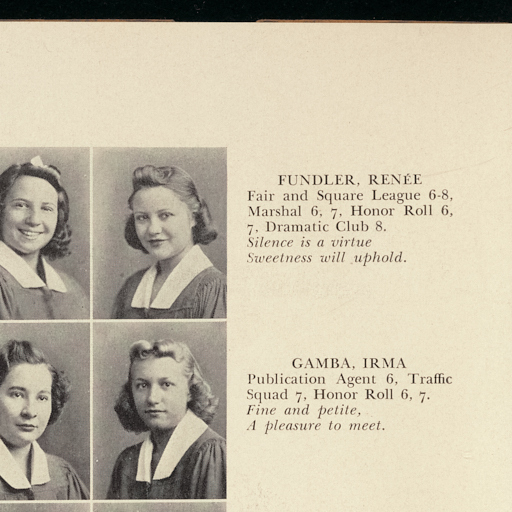 FUNDLER, RENÉE
Fair and Square League 6-8,
Marshal 6, 7, Honor Roll 6,
7, Dramatic Club 8.
Silence is a virtue
Sweetness will uphold.
GAMBA, IRMA
Publication Agent 6, Traffic
Squad 7, Honor Roll 6, 7.
Fine and petite,
A pleasure to meet.